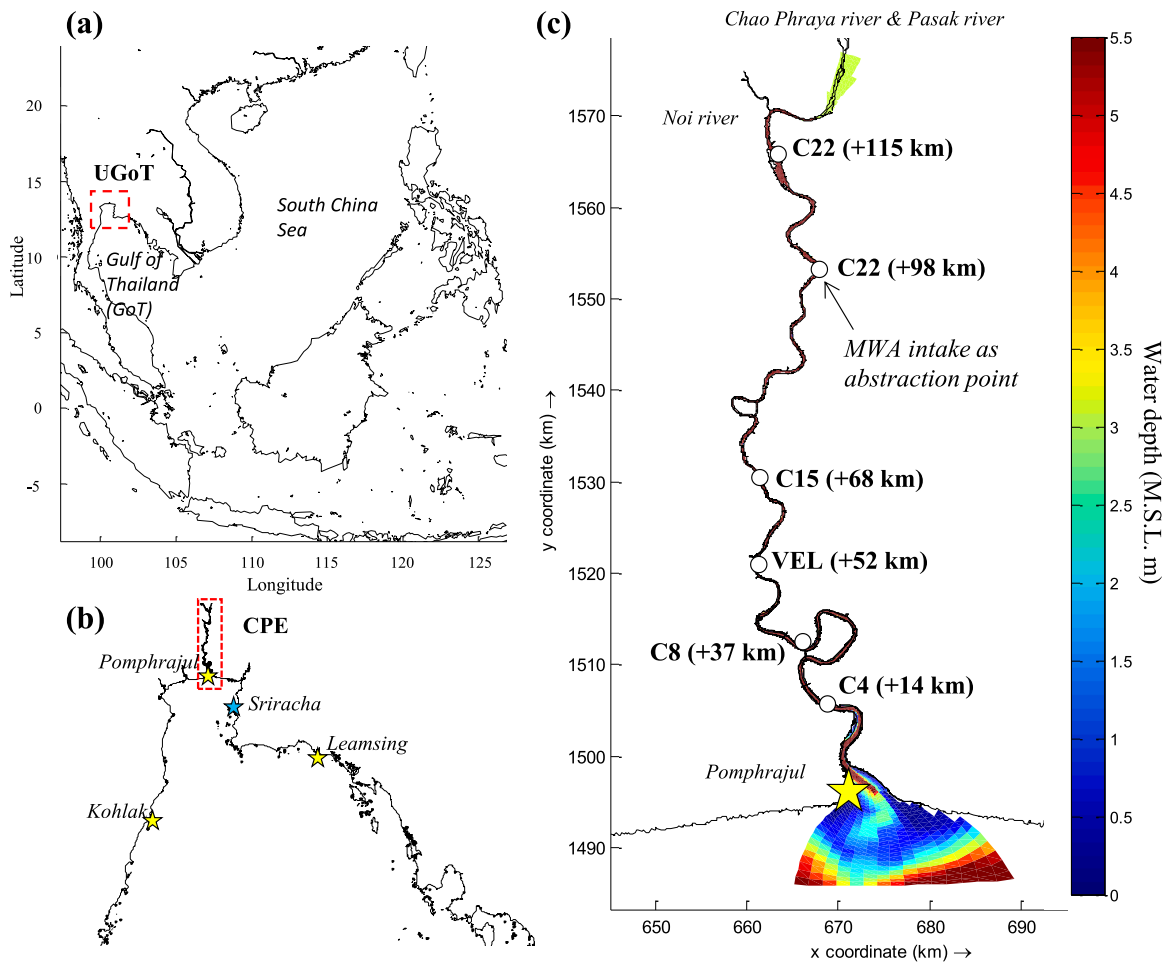 (a)
20
15
10
5
0
-5
Latitude
UGoT
South China
Sea
Gulf of
Thailand
(GoT)
100
105
110
115
120
125
Longitude
(b)
CPE
Pomphrajul
Sriracha
Leamsing
Kohlak
(c)
Chao Phraya river & Pasak river
Noi river
C22 (+115 km)
C22 (+98 km)
MWA intake as
abstraction point
C15 (+68 km)
VEL (+52 km)
C8 (+37 km)
C4 (+14 km)
Pomphrajul
1570
1560
1550
1540
1530
1520
1510
1500
1490
y coordinate (km) →
650
660
670
680
690
x coordinate (km) →
5.5
5
4.5
4
3.5
3
2.5
2
1.5
1
0.5
0
Water depth (M.S.L. m)